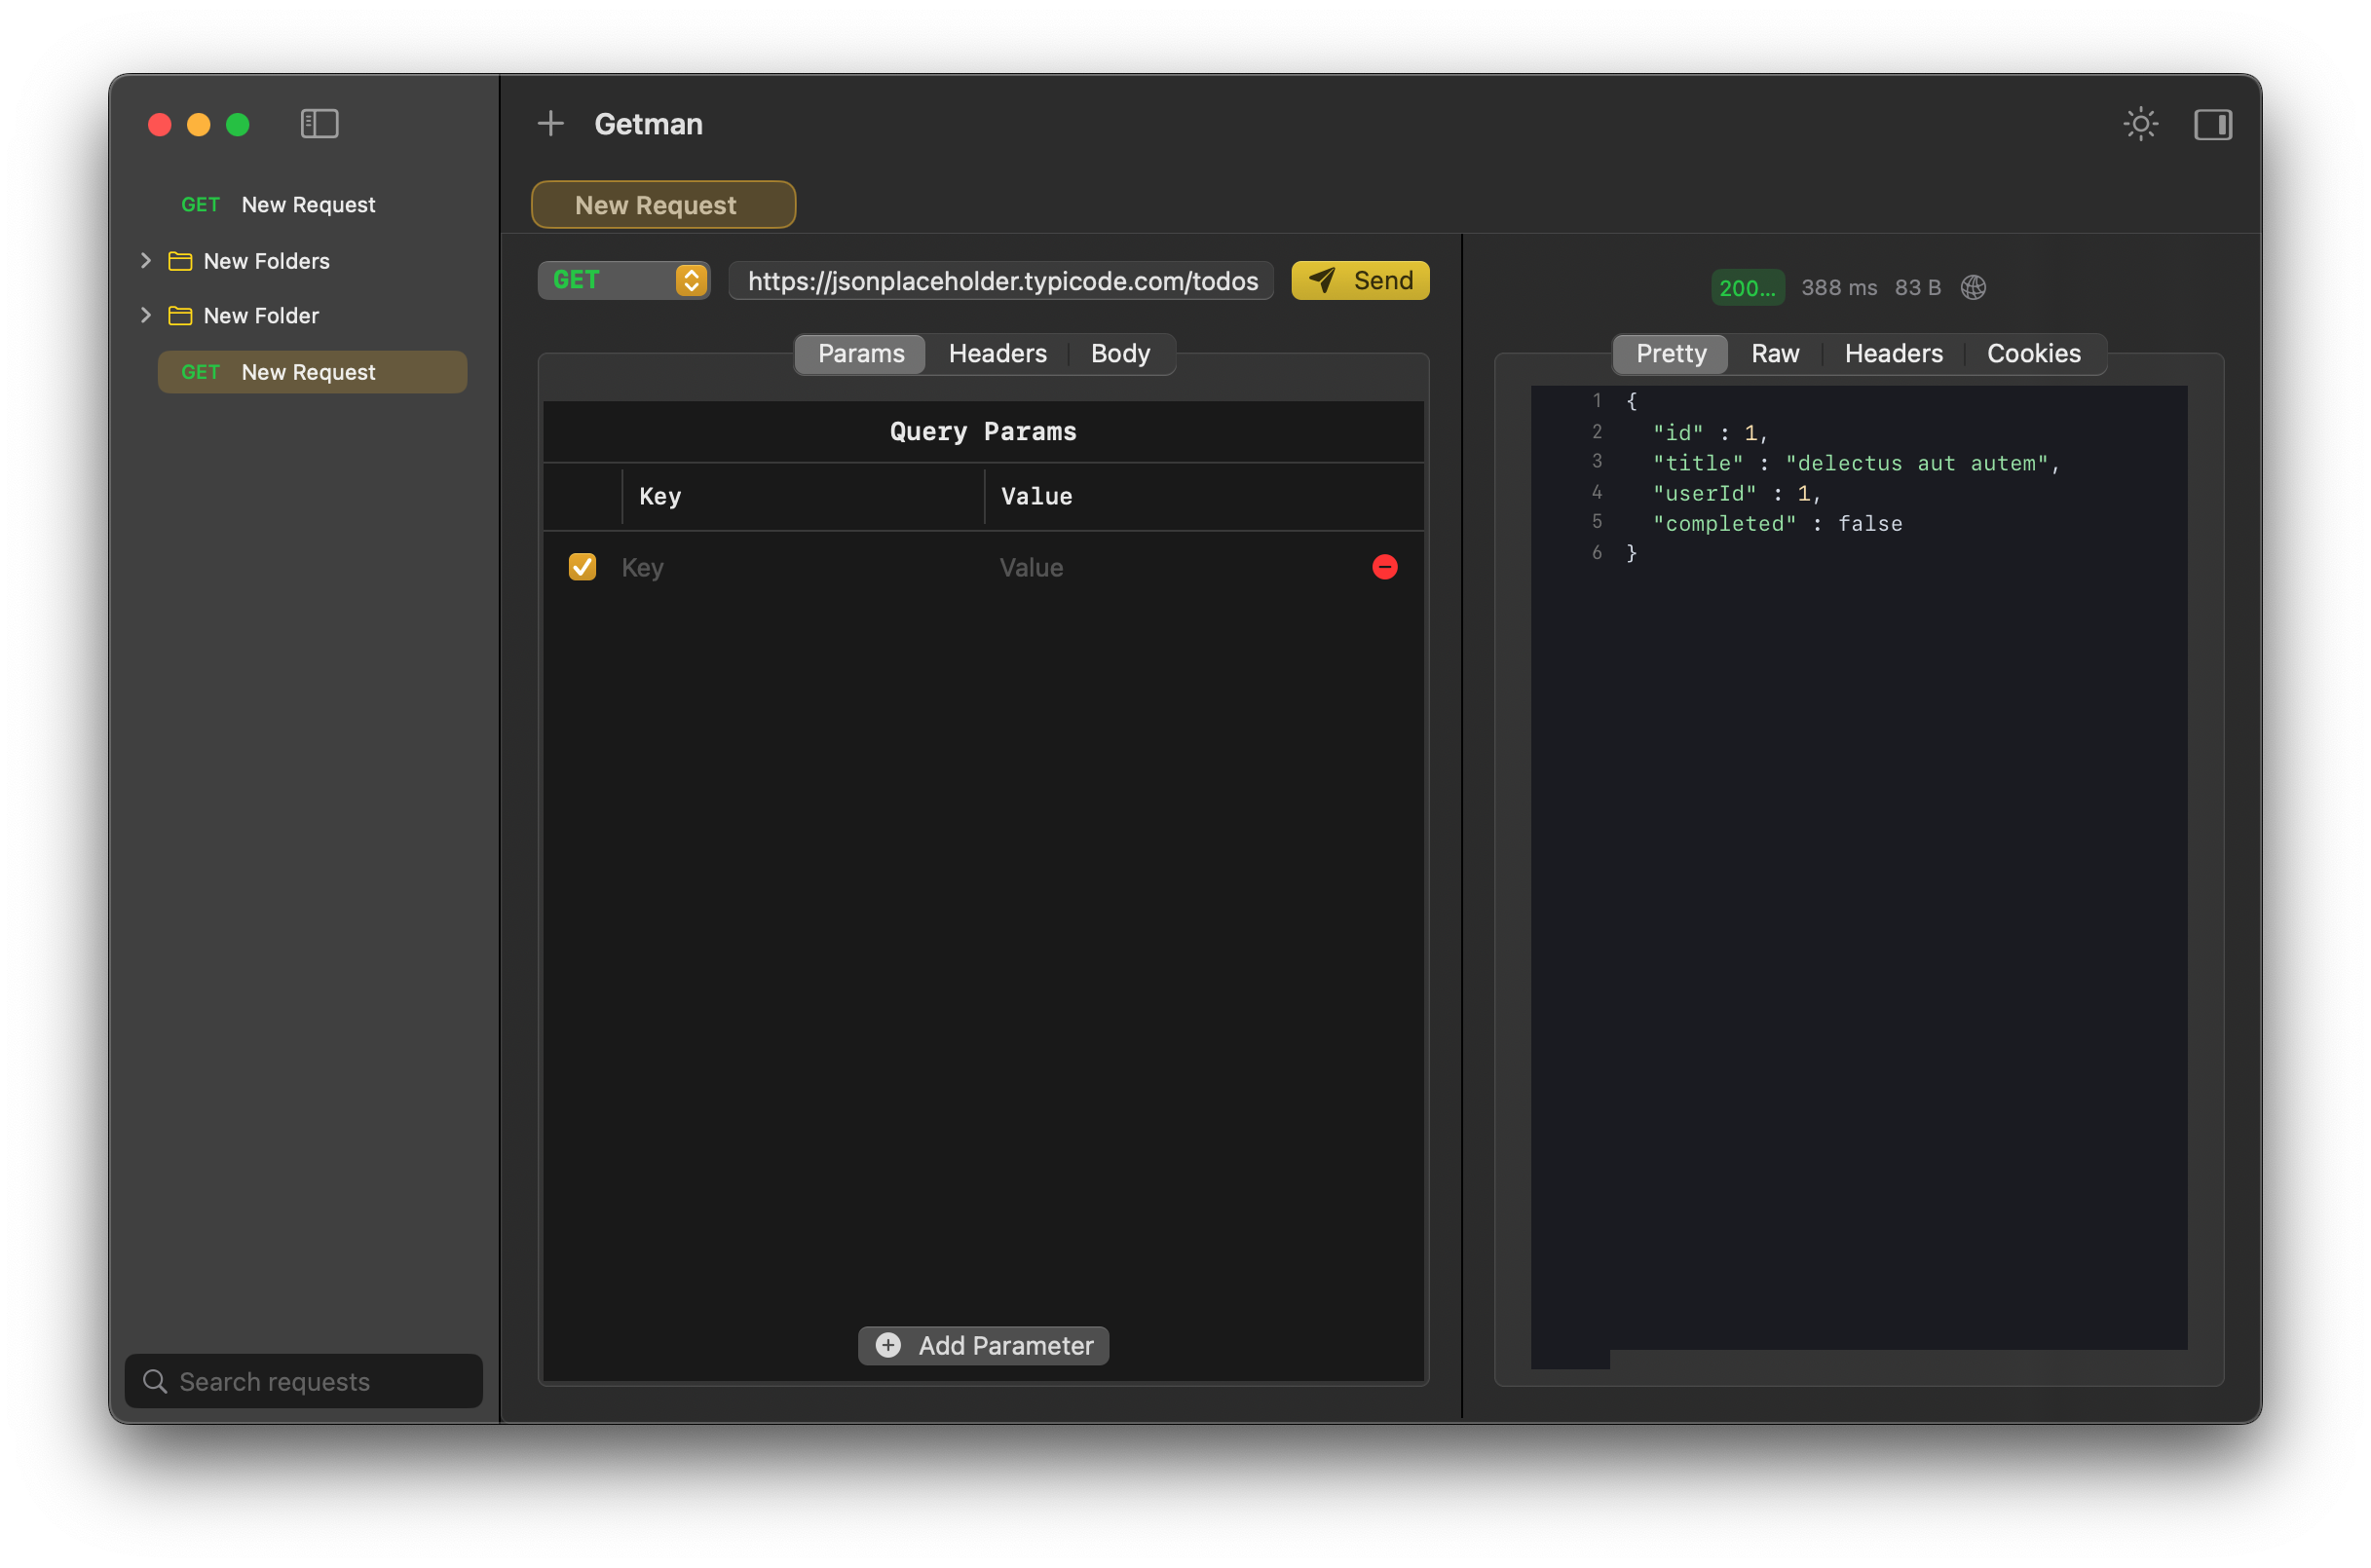 Getman
GET New Request
New Folders
New Folder
GET New Request
Search requests
New Request
GET https://jsonplaceholder.typicode.com/todos Send
Params Headers Body
Query Params
Key Value
Key Value
Add Parameter
200... 388 ms 83 B
Pretty Raw Headers Cookies
1 {
2 "id" : 1,
3 "title" : "delectus aut autem",
4 "userId" : 1,
5 "completed" : false
6 }